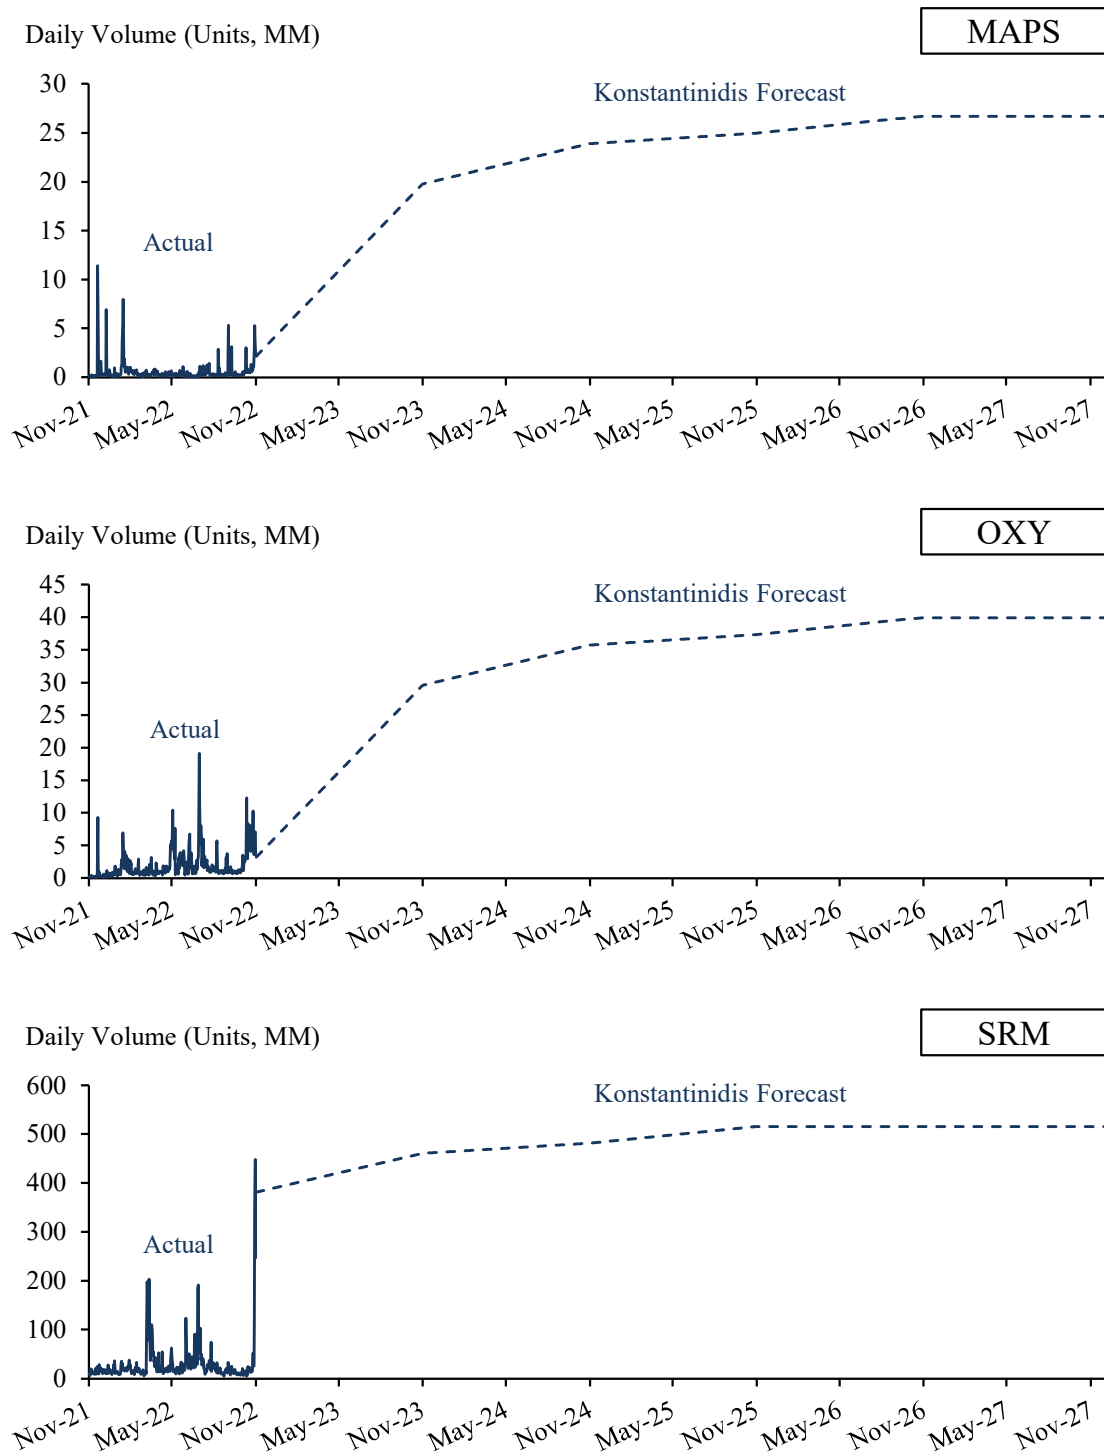 MAPS
Daily Volume (Units, MM)
30
Konstantinidis Forecast
25
20
15
Actual
10
5
0
Nov-21 May-22 Nov-22 May-23 Nov-23 May-24 Nov-24 May-25 Nov-25 May-26 Nov-26 May-27 Nov-27
OXY
Daily Volume (Units, MM)
45
Konstantinidis Forecast
40
35
30
25
Actual
20
15
10
5
0
Nov-21 May-22 Nov-22 May-23 Nov-23 May-24 Nov-24 May-25 Nov-25 May-26 Nov-26 May-27 Nov-27
SRM
Daily Volume (Units, MM)
600
Konstantinidis Forecast
500
400
300
Actual
200
100
0
Nov-21 May-22 Nov-22 May-23 Nov-23 May-24 Nov-24 May-25 Nov-25 May-26 Nov-26 May-27 Nov-27